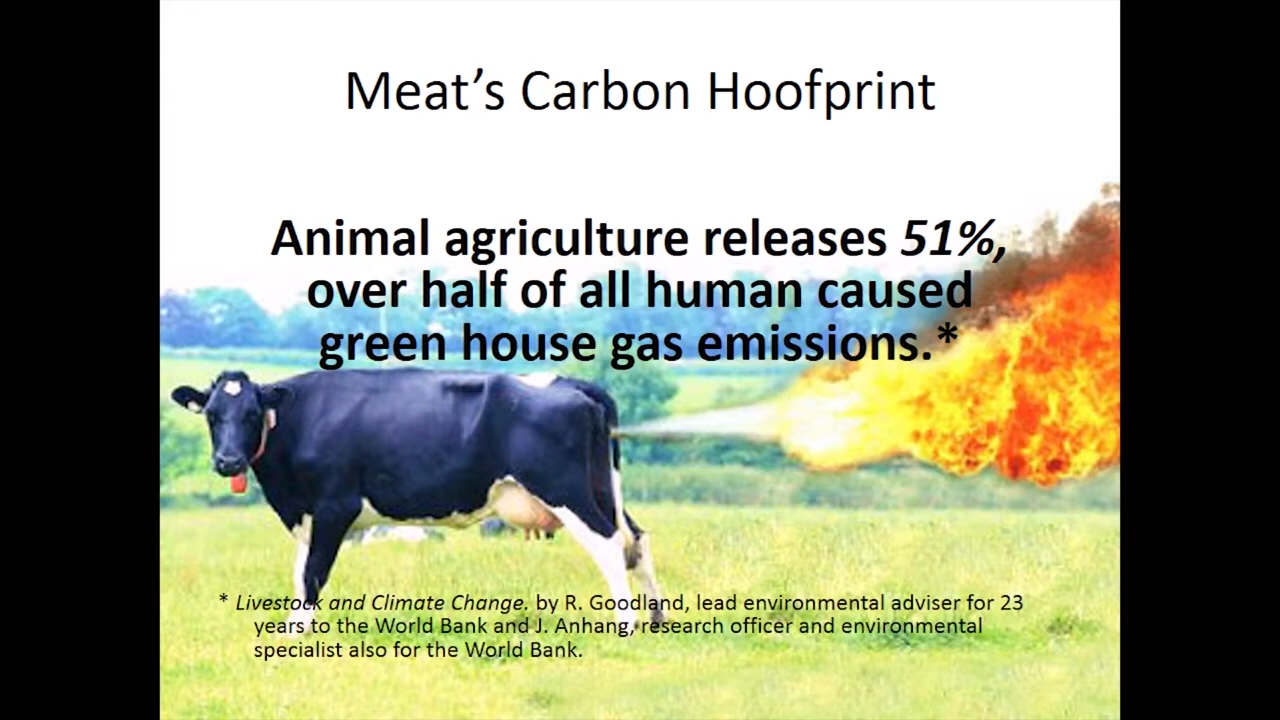 Meat’s Carbon Hoofprint
Animal agriculture releases 51%,
over half of all human caused
green house gas emissions.*
* Livestock and Climate Change. by R. Goodland, lead environmental adviser for 23
years to the World Bank and J. Anhang, research officer and environmental
specialist also for the World Bank.